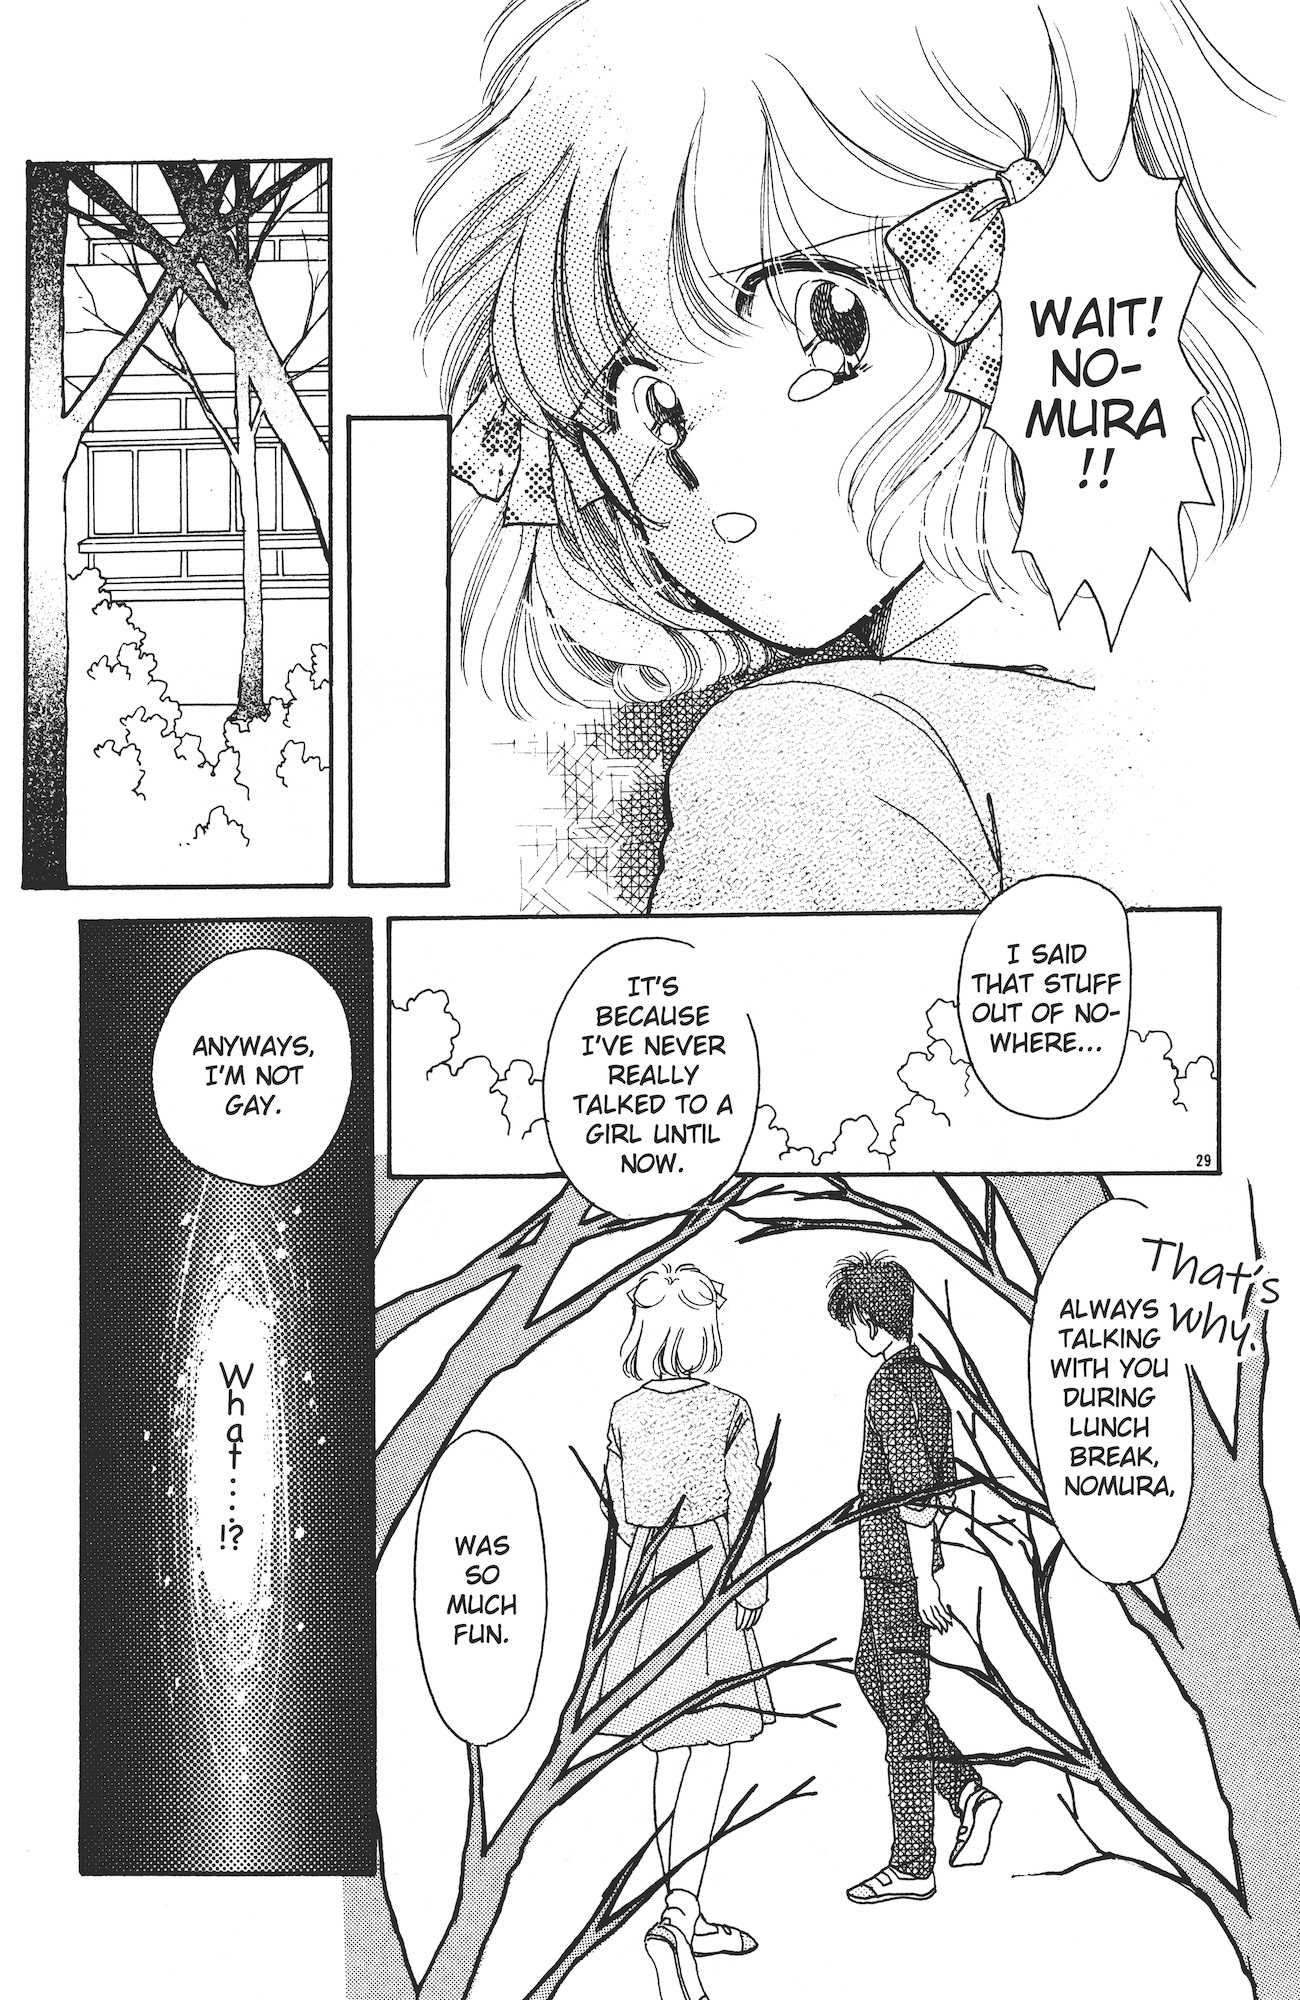 WAIT!
NO-
MURA
!!
I SAID
THAT STUFF
OUT OF NO-
WHERE...
IT'S
BECAUSE
I'VE NEVER
REALLY
TALKED TO A
GIRL UNTIL
NOW.
29
ANYWAYS,
I'M NOT
GAY.
What....!?
That's
why.
ALWAYS
TALKING
WITH YOU
DURING
LUNCH
BREAK,
NOMURA,
WAS
SO
MUCH
FUN.